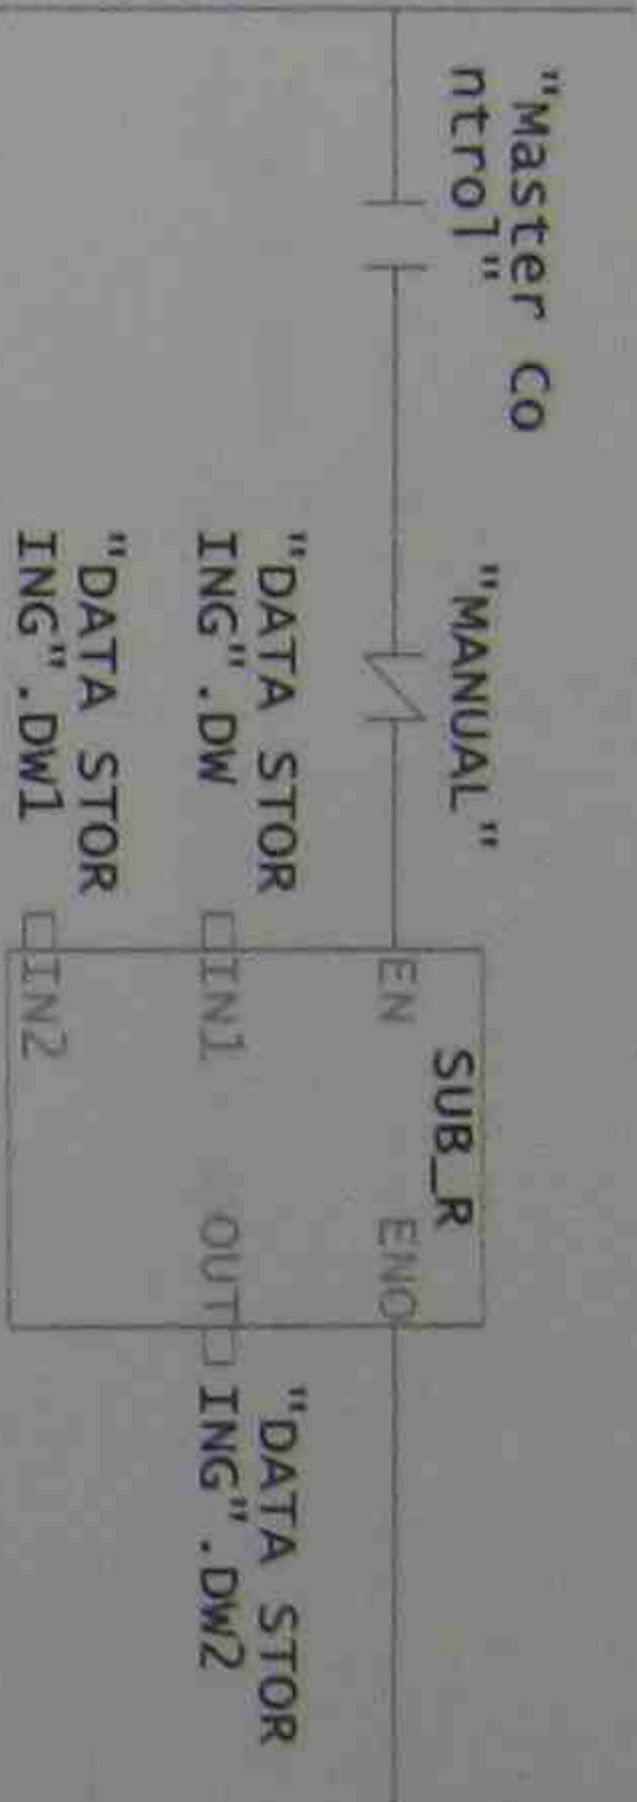 "Master Co
ntrol"
"MANUAL"
SUB_R
EN
ENO
"DATA STOR
ING".DW
IN1
OUT
"DATA STOR
ING".DW2
"DATA STOR
ING".DW1
IN2